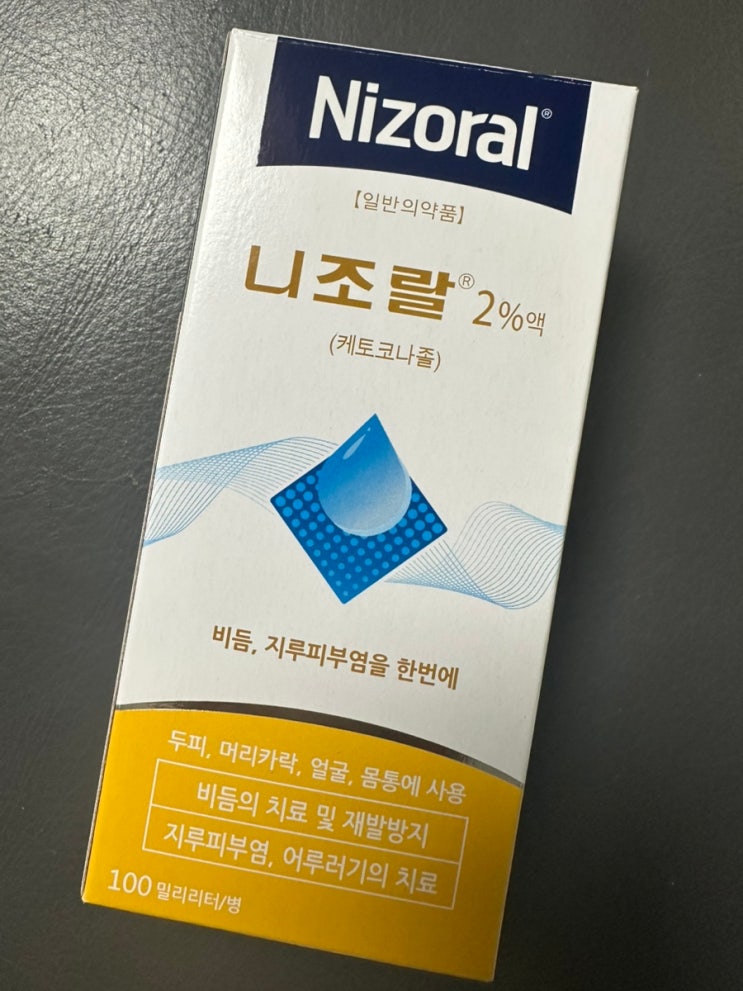 Nizoral®
【일반의약품】
니조랄® 2%액
(케토코나졸)
비듬, 지루피부염을 한번에
두피, 머리카락, 얼굴, 몸통에 사용
비듬의 치료 및 재발방지
지루피부염, 어루러기의 치료
100 밀리리터/병